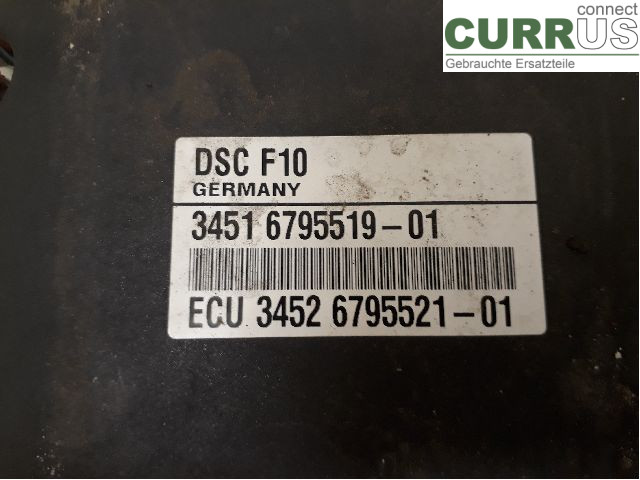 connect
CURRUS
Gebrauchte Ersatzteile
DSC F10
GERMANY
3451 6795519-01
ECU 3452 6795521-01